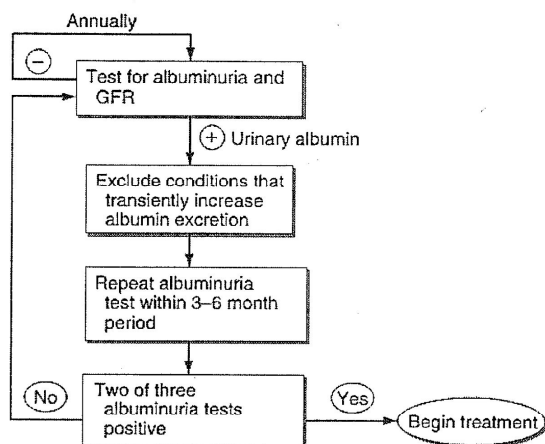 Annually
−
Test for albuminuria and
GFR
+ Urinary albumin
Exclude conditions that
transiently increase
albumin excretion
Repeat albuminuria
test within 3–6 month
period
No
Two of three
albuminuria tests
positive
Yes
Begin treatment